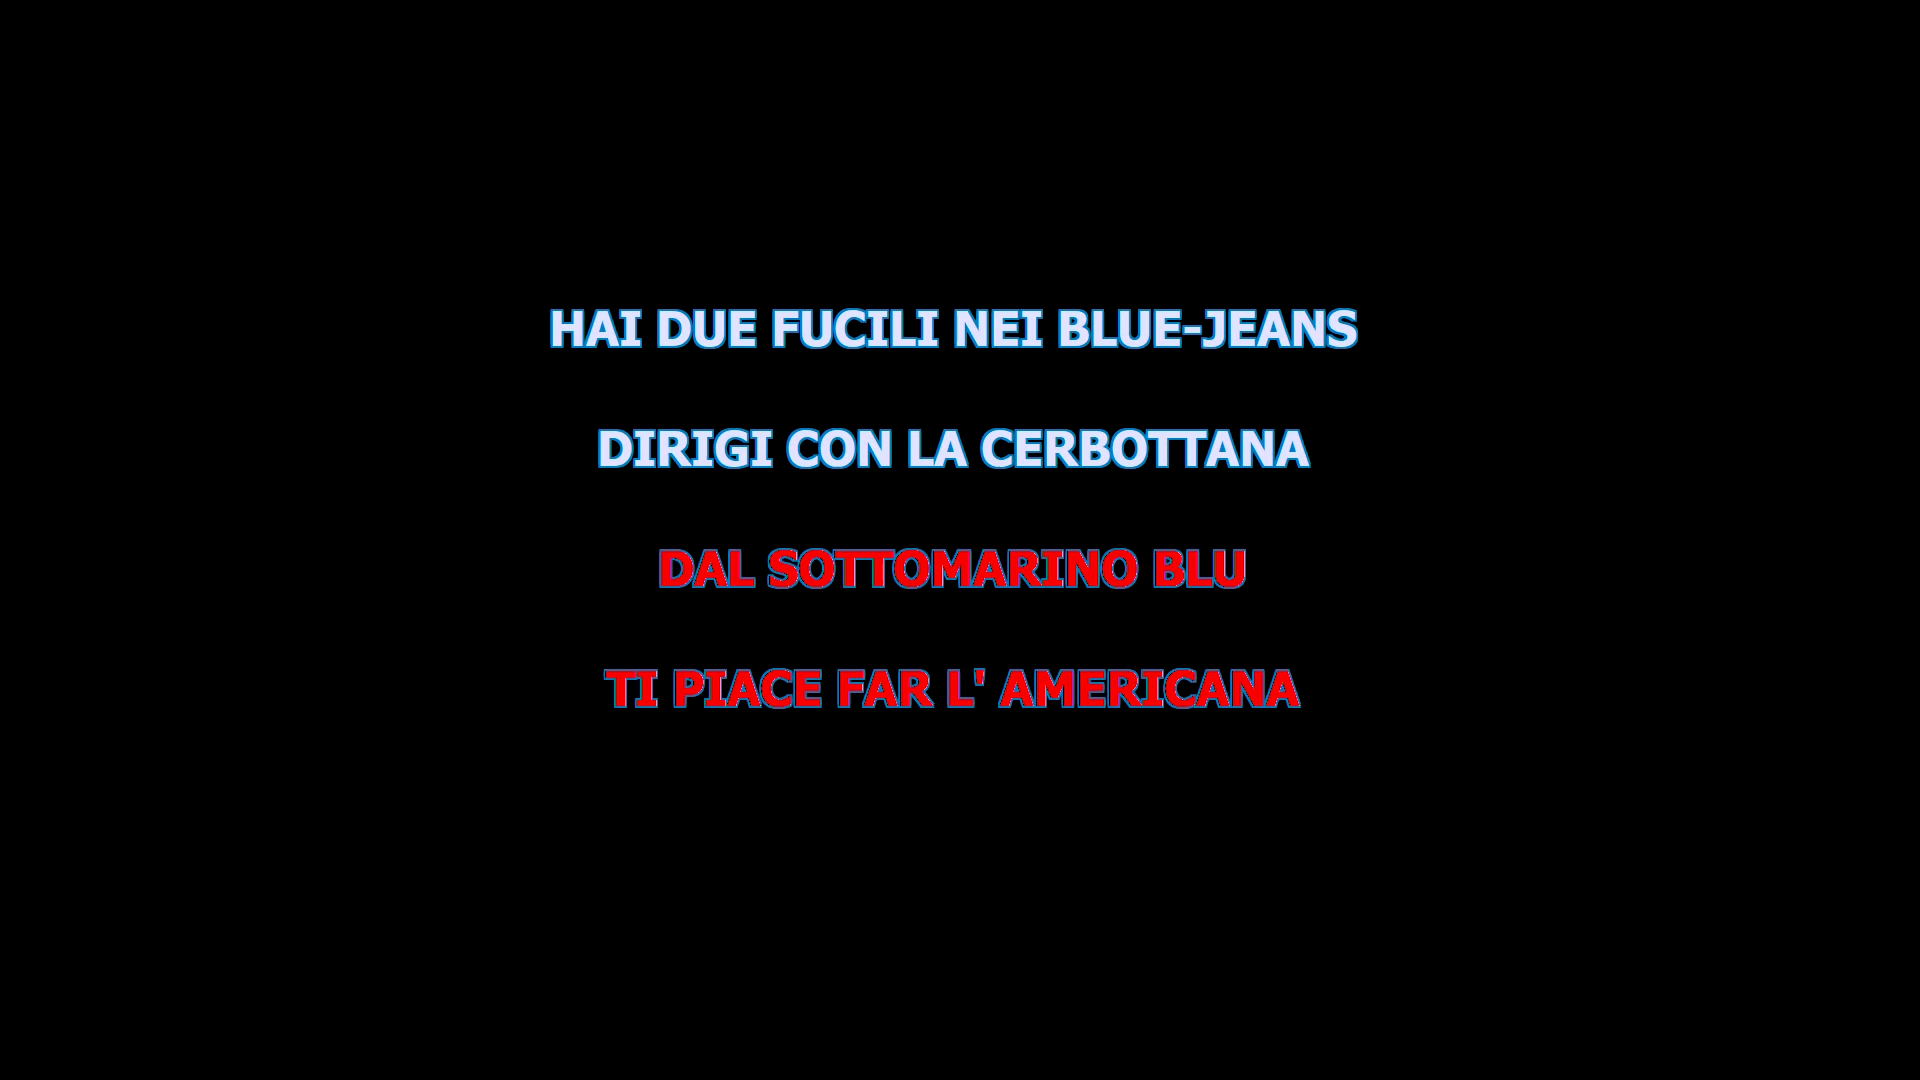 HAI DUE FUCILI NEI BLUE-JEANS
DIRIGI CON LA CERBOTTANA
DAL SOTTOMARINO BLU
TI PIACE FAR L' AMERICANA